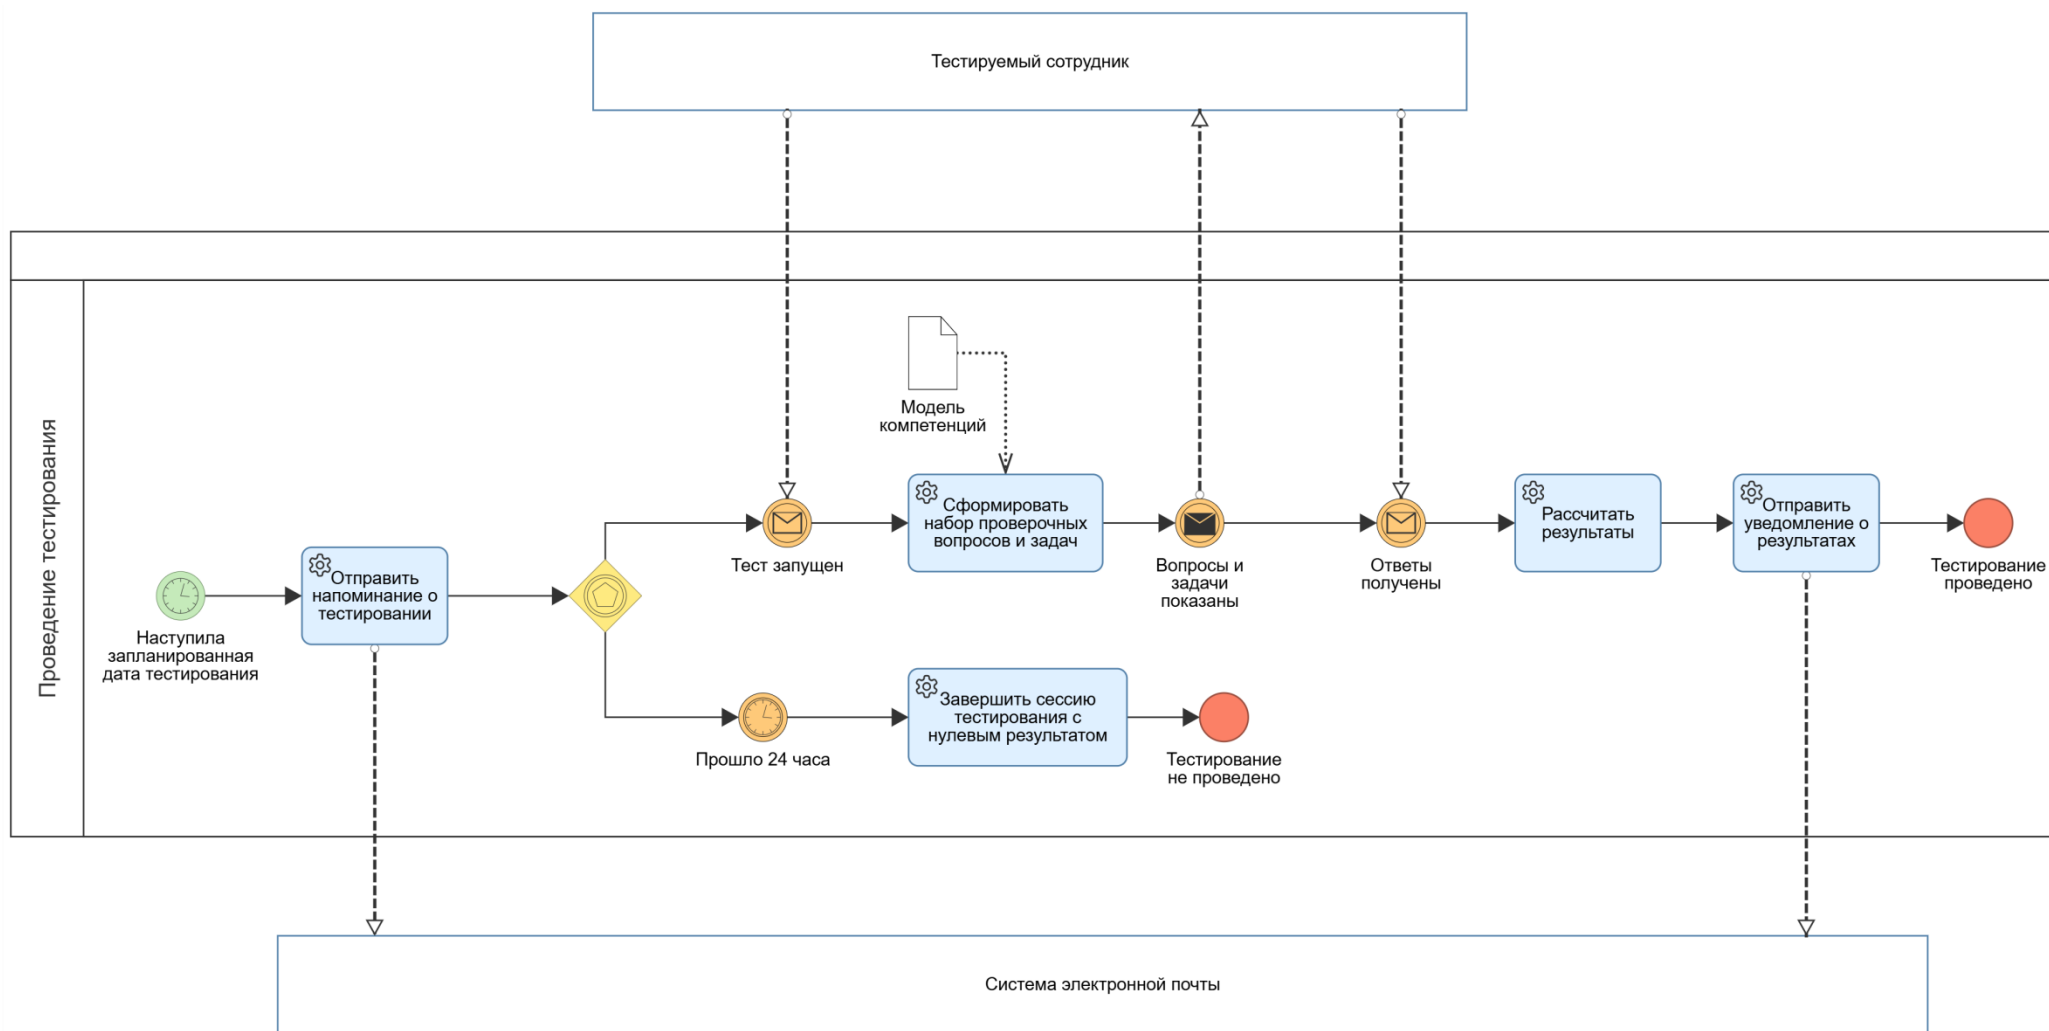 Тестируемый сотрудник
Проведение тестирования
Модель
компетенций
Наступила
запланированная
дата тестирования
Отправить
напоминание о
тестировании
Тест запущен
Сформировать
набор проверочных
вопросов и задач
Вопросы и
задачи
показаны
Ответы
получены
Рассчитать
результаты
Отправить
уведомление о
результатах
Тестирование
проведено
Прошло 24 часа
Завершить сессию
тестирования с
нулевым результатом
Тестирование
не проведено
Система электронной почты